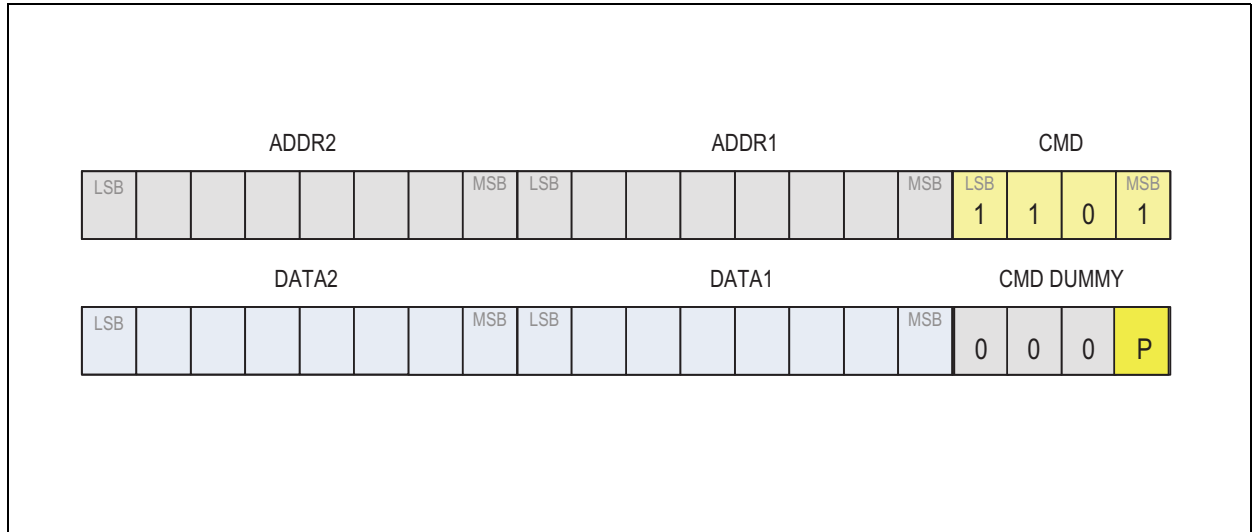 ADDR2 ADDR1 CMD
LSB MSB LSB MSB LSB MSB
1 1 0 1
DATA2 DATA1 CMD DUMMY
LSB MSB LSB MSB
0 0 0 P